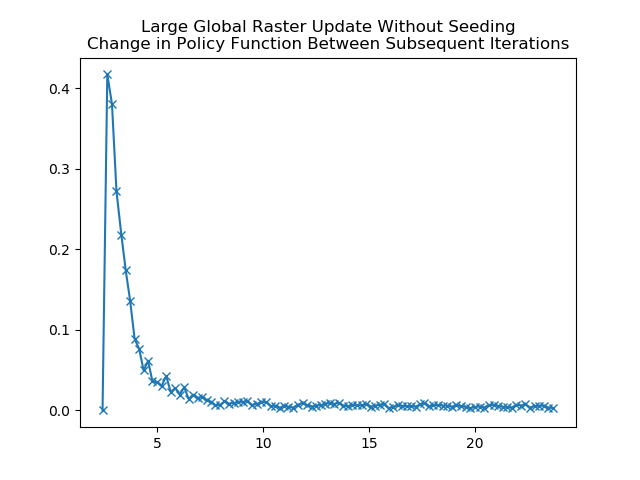 Large Global Raster Update Without Seeding
Change in Policy Function Between Subsequent Iterations
0.4
0.3
0.2
0.1
0.0
5 10 15 20